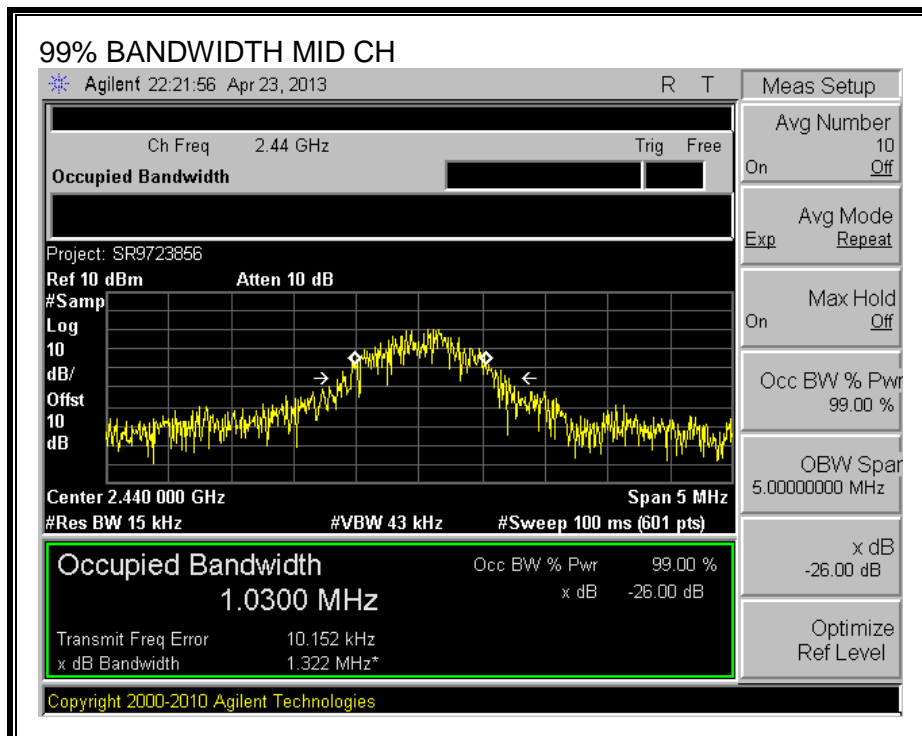 99% BANDWIDTH MID CH
Agilent 22:21:56 Apr 23, 2013 R T
Meas Setup
Ch Freq 2.44 GHz Trig Free
Occupied Bandwidth
Project: SR9723856
Ref 10 dBm Atten 10 dB
#Samp
Log
10
dB/
Offst
10
dB
Center 2.440 000 GHz Span 5 MHz
#Res BW 15 kHz #VBW 43 kHz #Sweep 100 ms (601 pts)
Occupied Bandwidth
1.0300 MHz
Occ BW % Pwr 99.00 %
x dB -26.00 dB
Transmit Freq Error 10.152 kHz
x dB Bandwidth 1.322 MHz*
Copyright 2000-2010 Agilent Technologies
Avg Number
10
On Off
Avg Mode
Exp Repeat
Max Hold
On Off
Occ BW % Pwr
99.00 %
OBW Span
5.00000000 MHz
x dB
-26.00 dB
Optimize
Ref Level